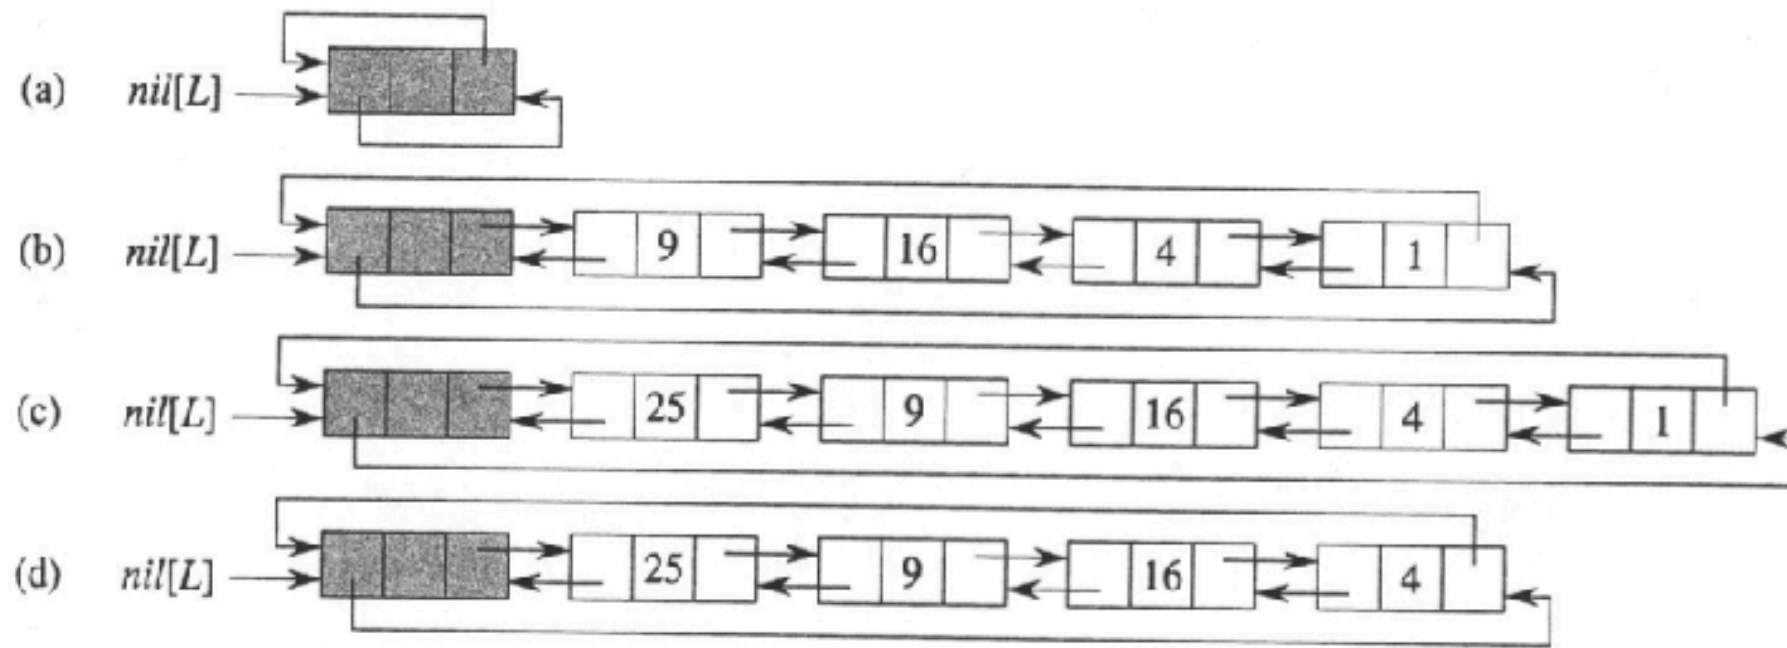 (a) nil[L]
(b) nil[L] 9 16 4 1
(c) nil[L] 25 9 16 4 1
(d) nil[L] 25 9 16 4